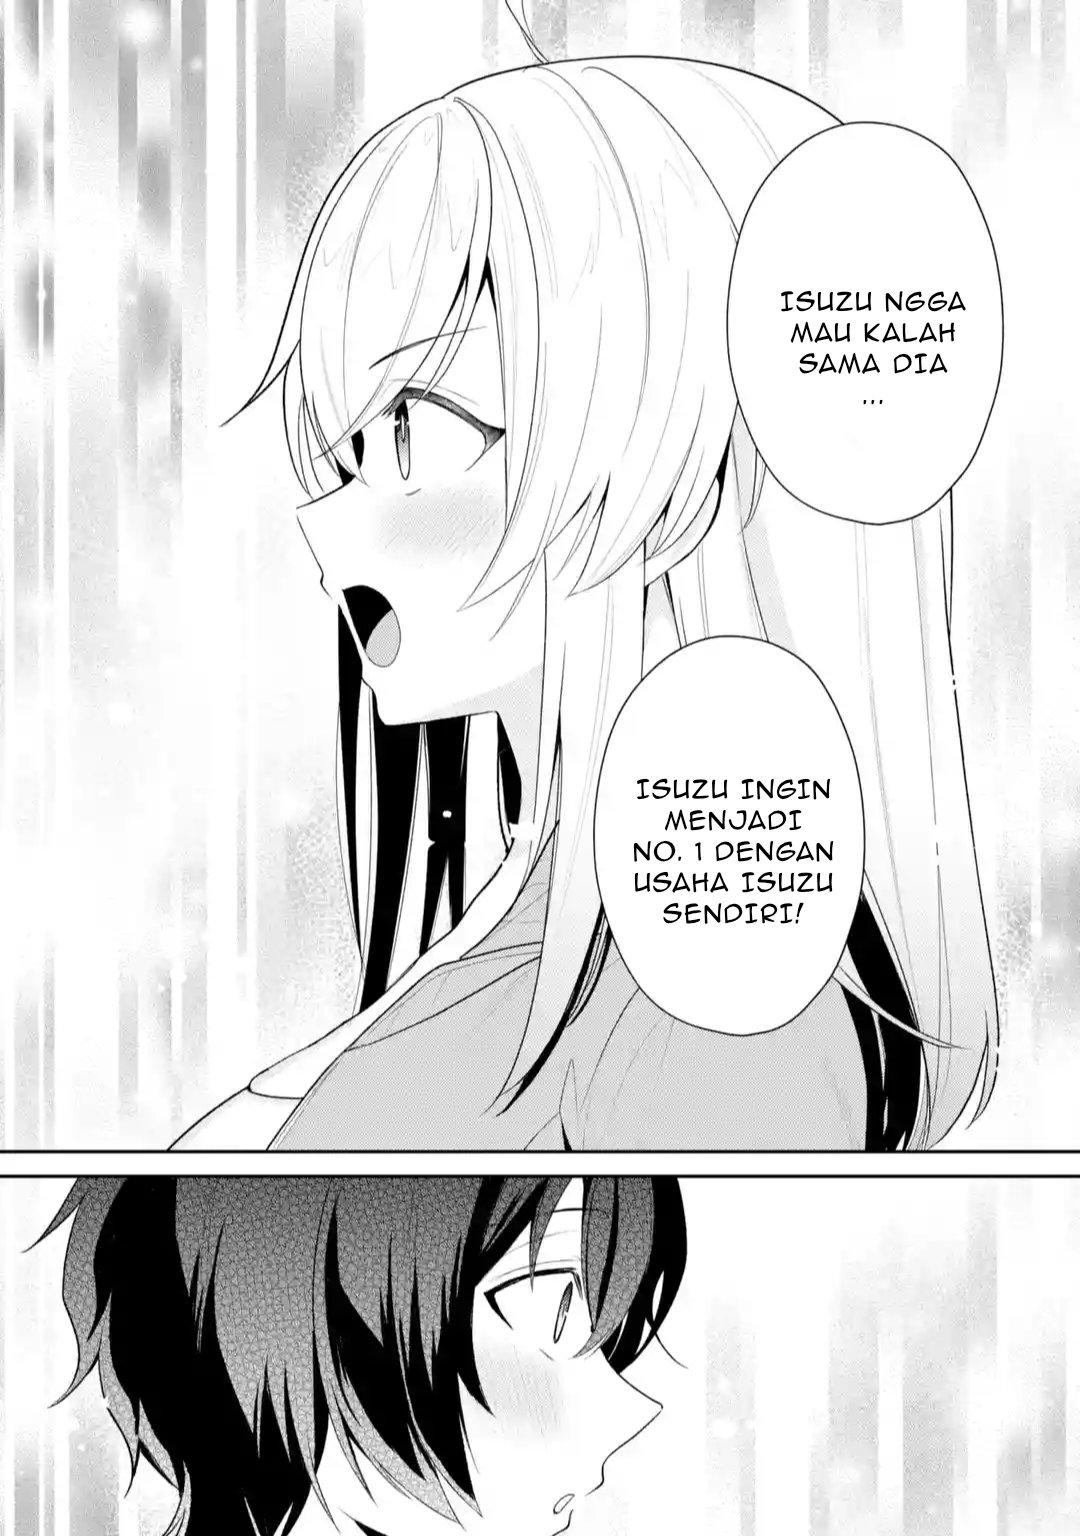 ISUZU NGGA
MAU KALAH
SAMA DIA
...
ISUZU INGIN
MENJADI
NO. 1 DENGAN
USAHA ISUZU
SENDIRI!